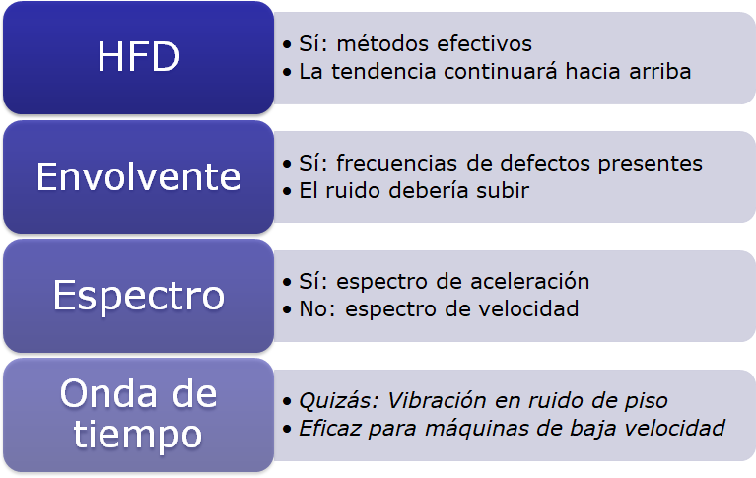 HFD
• Sí: métodos efectivos
• La tendencia continuará hacia arriba
Envolvente
• Sí: frecuencias de defectos presentes
• El ruido debería subir
Espectro
• Sí: espectro de aceleración
• No: espectro de velocidad
Onda de
tiempo
• Quizás: Vibración en ruido de piso
• Eficaz para máquinas de baja velocidad